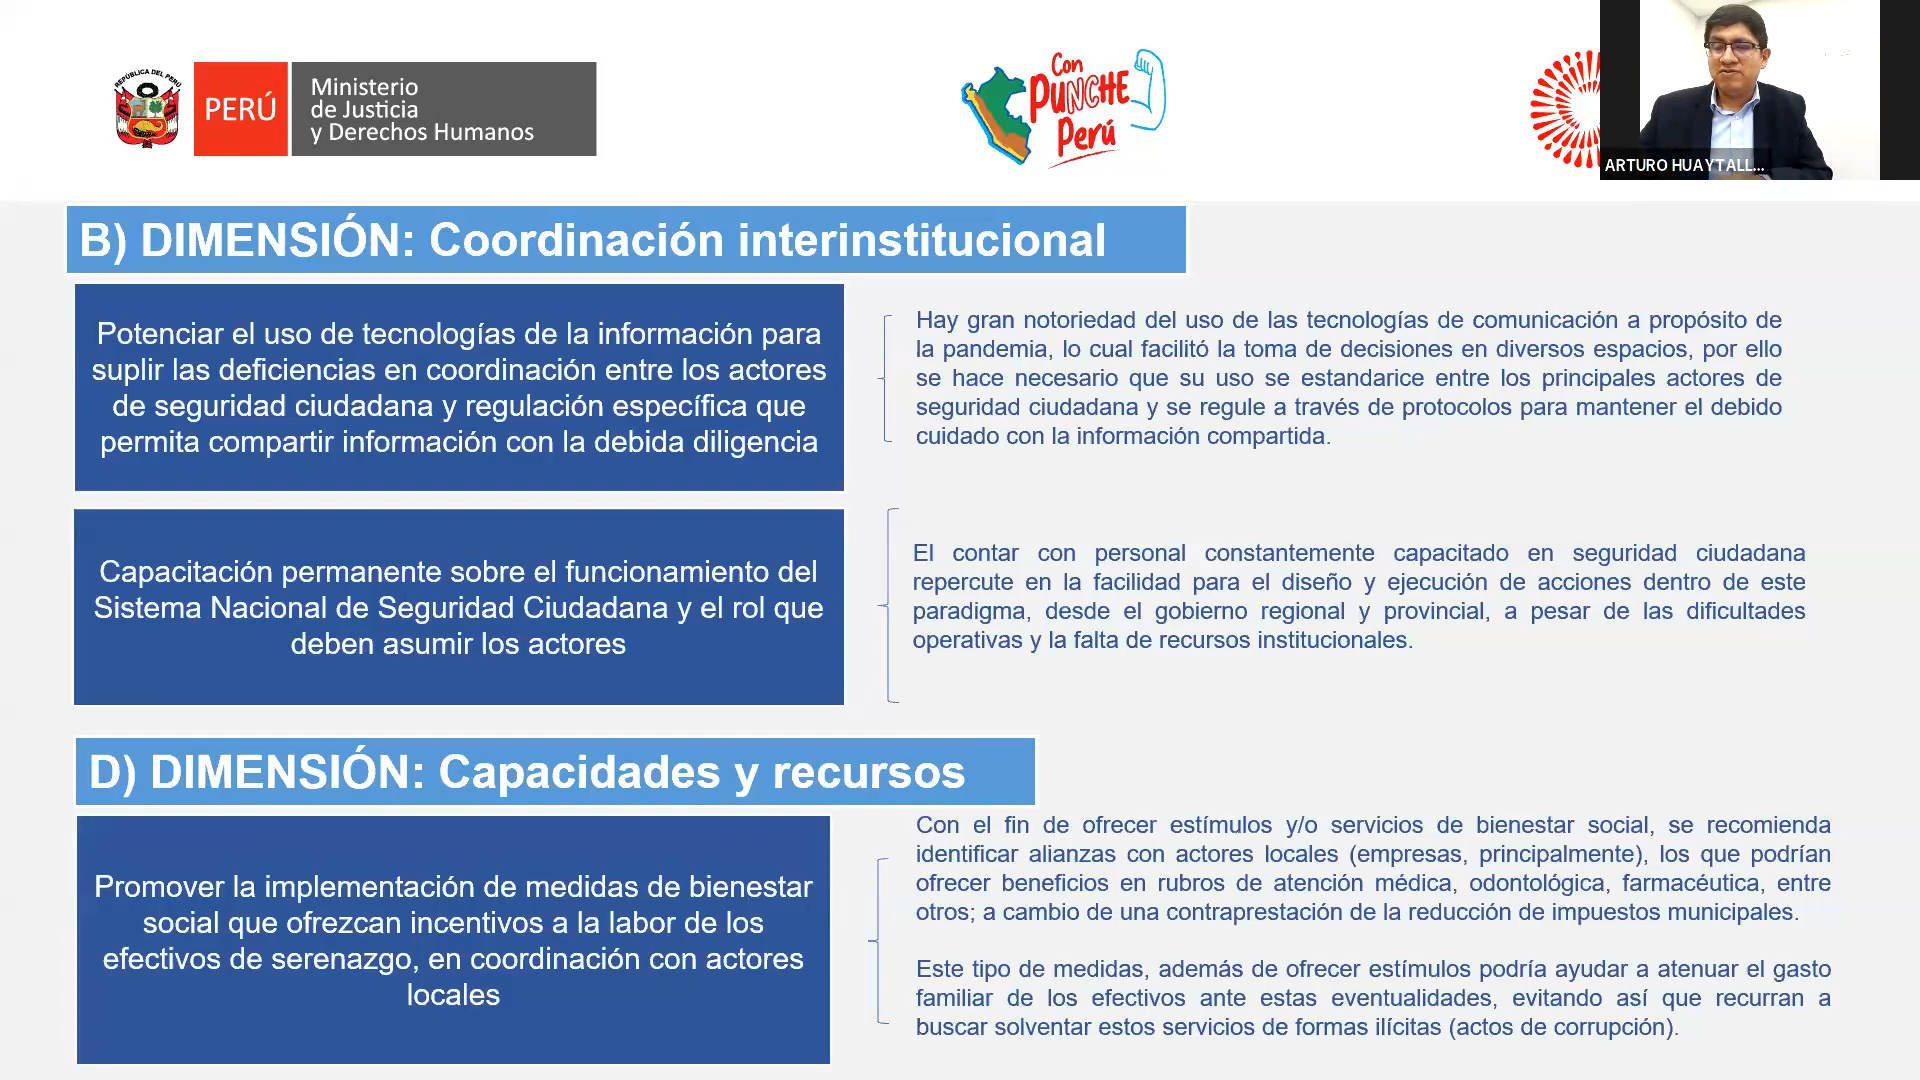 REPÚBLICA DEL PERÚ
PERÚ
Ministerio
de Justicia
y Derechos Humanos
Con
PUNCHE
Perú
ARTURO HUAYTALL...
B) DIMENSIÓN: Coordinación interinstitucional
Potenciar el uso de tecnologías de la información para
suplir las deficiencias en coordinación entre los actores
de seguridad ciudadana y regulación específica que
permita compartir información con la debida diligencia
Hay gran notoriedad del uso de las tecnologías de comunicación a propósito de
la pandemia, lo cual facilitó la toma de decisiones en diversos espacios, por ello
se hace necesario que su uso se estandarice entre los principales actores de
seguridad ciudadana y se regule a través de protocolos para mantener el debido
cuidado con la información compartida.
Capacitación permanente sobre el funcionamiento del
Sistema Nacional de Seguridad Ciudadana y el rol que
deben asumir los actores
El contar con personal constantemente capacitado en seguridad ciudadana
repercute en la facilidad para el diseño y ejecución de acciones dentro de este
paradigma, desde el gobierno regional y provincial, a pesar de las dificultades
operativas y la falta de recursos institucionales.
D) DIMENSIÓN: Capacidades y recursos
Promover la implementación de medidas de bienestar
social que ofrezcan incentivos a la labor de los
efectivos de serenazgo, en coordinación con actores
locales
Con el fin de ofrecer estímulos y/o servicios de bienestar social, se recomienda
identificar alianzas con actores locales (empresas, principalmente), los que podrían
ofrecer beneficios en rubros de atención médica, odontológica, farmacéutica, entre
otros; a cambio de una contraprestación de la reducción de impuestos municipales.
Este tipo de medidas, además de ofrecer estímulos podría ayudar a atenuar el gasto
familiar de los efectivos ante estas eventualidades, evitando así que recurran a
buscar solventar estos servicios de formas ilícitas (actos de corrupción).